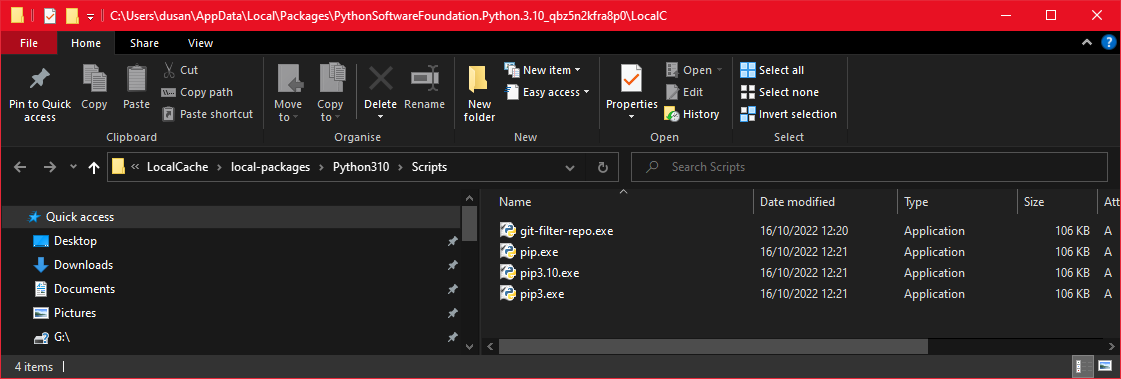 C:\Users\dusan\AppData\Local\Packages\PythonSoftwareFoundation.Python.3.10_qbz5n2kfra8p0\LocalC
File Home Share View
Pin to Quick access
Copy
Paste
Cut
Copy path
Paste shortcut
Clipboard
Move to
Copy to
Delete
Rename
Organise
New folder
New item
Easy access
New
Properties
Open
Edit
History
Open
Select all
Select none
Invert selection
Select
LocalCache local-packages Python310 Scripts
Search Scripts
Quick access
Desktop
Downloads
Documents
Pictures
G:\
Name Date modified Type Size Att
git-filter-repo.exe 16/10/2022 12:20 Application 106 KB A
pip.exe 16/10/2022 12:21 Application 106 KB A
pip3.10.exe 16/10/2022 12:21 Application 106 KB A
pip3.exe 16/10/2022 12:21 Application 106 KB A
4 items